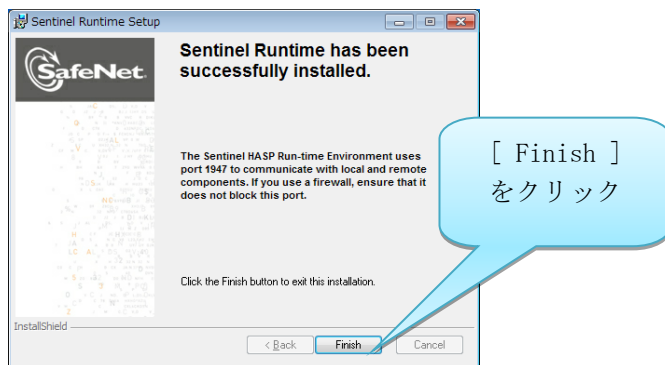 Sentinel Runtime Setup
SafeNet.
Sentinel Runtime has been
successfully installed.
The Sentinel HASP Run-time Environment uses
port 1947 to communicate with local and remote
components. If you use a firewall, ensure that it
does not block this port.
Click the Finish button to exit this installation.
InstallShield
< Back
Finish
Cancel
[ Finish ]
をクリック